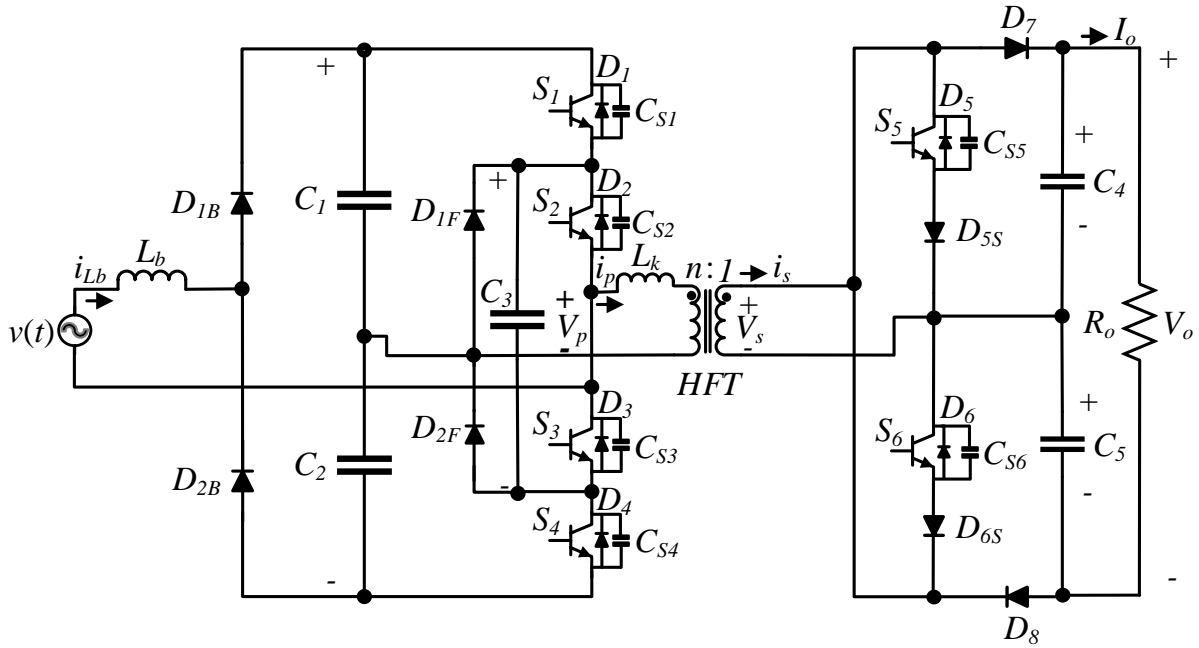 D7
Io
+
D1
S1
CS1
D5
S5
CS5
+
C4
-
+
D1B
C1
D1F
+
S2
D2
CS2
D5S
iLb
Lb
C3
ip
Lk
n:1
is
v(t)
+
Vp
-
+
Vs
-
HFT
Ro
Vo
D2B
C2
D2F
-
S3
D3
CS3
S6
D6
CS6
+
C5
-
S4
D4
CS4
D6S
-
-
D8